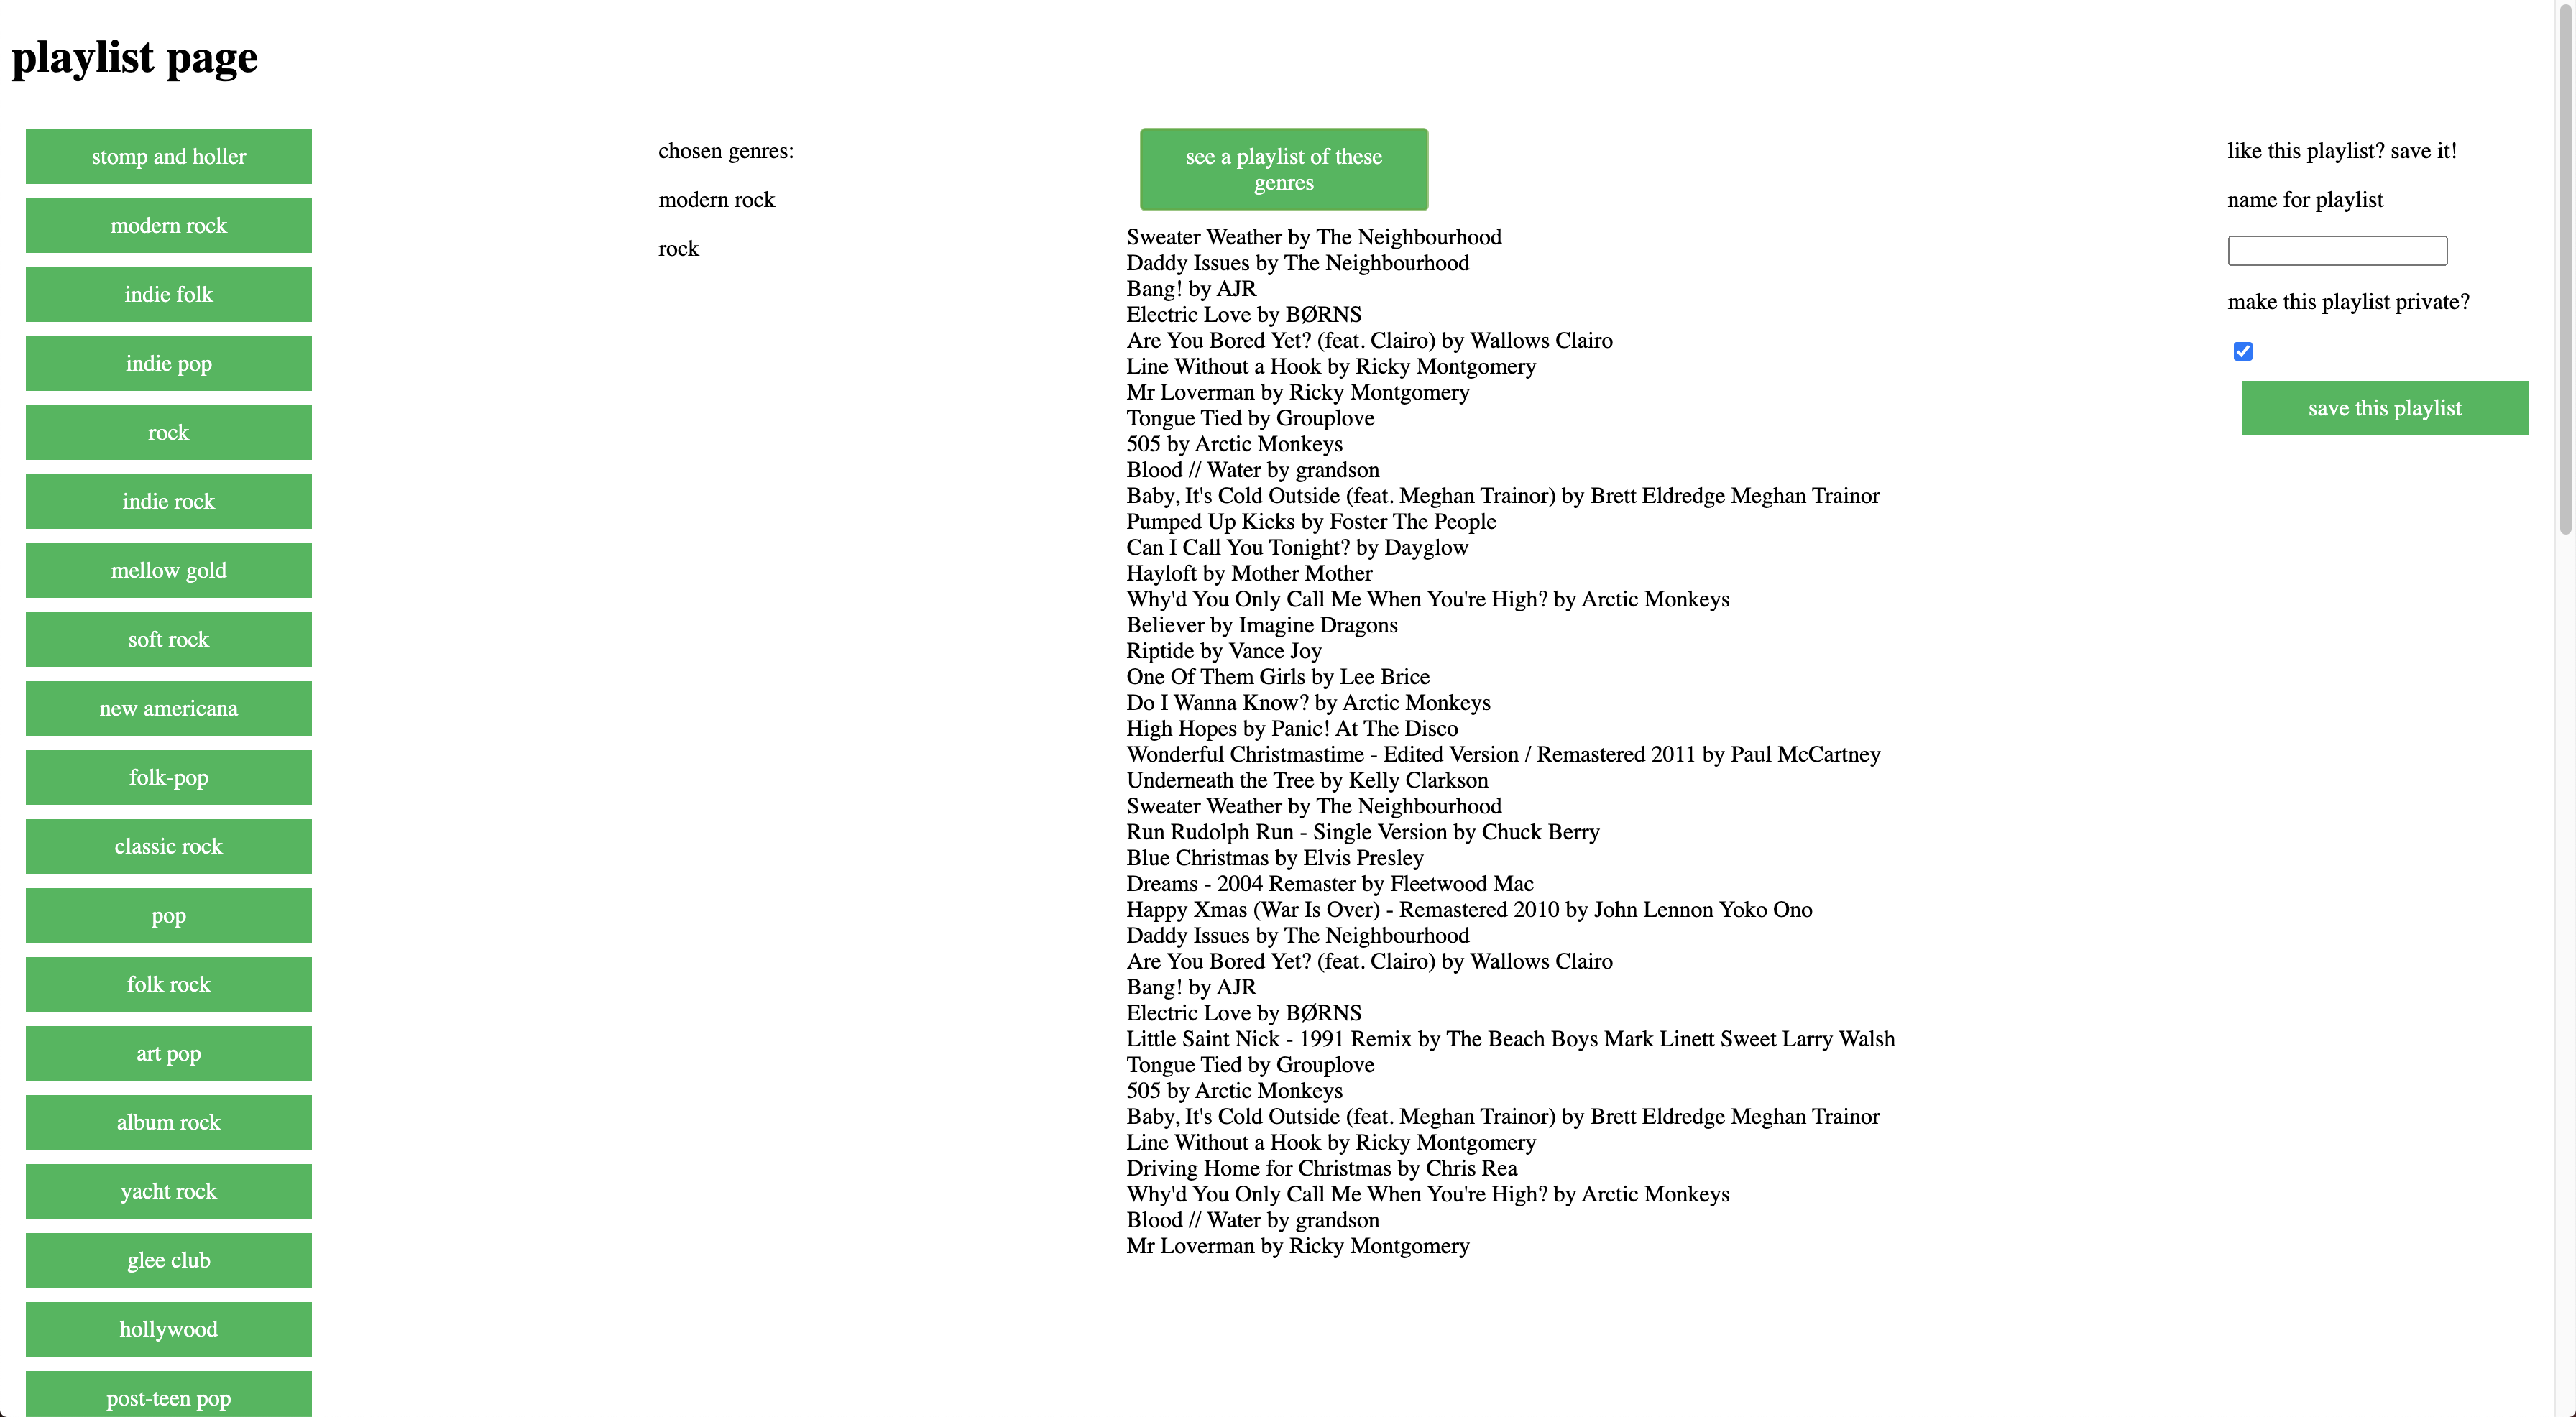 playlist page
stomp and holler
modern rock
indie folk
indie pop
rock
indie rock
mellow gold
soft rock
new americana
folk-pop
classic rock
pop
folk rock
art pop
album rock
yacht rock
glee club
hollywood
post-teen pop
chosen genres:
modern rock
rock
see a playlist of these
genres
Sweater Weather by The Neighbourhood
Daddy Issues by The Neighbourhood
Bang! by AJR
Electric Love by BØRNS
Are You Bored Yet? (feat. Clairo) by Wallows Clairo
Line Without a Hook by Ricky Montgomery
Mr Loverman by Ricky Montgomery
Tongue Tied by Grouplove
505 by Arctic Monkeys
Blood // Water by grandson
Baby, It's Cold Outside (feat. Meghan Trainor) by Brett Eldredge Meghan Trainor
Pumped Up Kicks by Foster The People
Can I Call You Tonight? by Dayglow
Hayloft by Mother Mother
Why'd You Only Call Me When You're High? by Arctic Monkeys
Believer by Imagine Dragons
Riptide by Vance Joy
One Of Them Girls by Lee Brice
Do I Wanna Know? by Arctic Monkeys
High Hopes by Panic! At The Disco
Wonderful Christmastime - Edited Version / Remastered 2011 by Paul McCartney
Underneath the Tree by Kelly Clarkson
Sweater Weather by The Neighbourhood
Run Rudolph Run - Single Version by Chuck Berry
Blue Christmas by Elvis Presley
Dreams - 2004 Remaster by Fleetwood Mac
Happy Xmas (War Is Over) - Remastered 2010 by John Lennon Yoko Ono
Daddy Issues by The Neighbourhood
Are You Bored Yet? (feat. Clairo) by Wallows Clairo
Bang! by AJR
Electric Love by BØRNS
Little Saint Nick - 1991 Remix by The Beach Boys Mark Linett Sweet Larry Walsh
Tongue Tied by Grouplove
505 by Arctic Monkeys
Baby, It's Cold Outside (feat. Meghan Trainor) by Brett Eldredge Meghan Trainor
Line Without a Hook by Ricky Montgomery
Driving Home for Christmas by Chris Rea
Why'd You Only Call Me When You're High? by Arctic Monkeys
Blood // Water by grandson
Mr Loverman by Ricky Montgomery
like this playlist? save it!
name for playlist
make this playlist private?
save this playlist